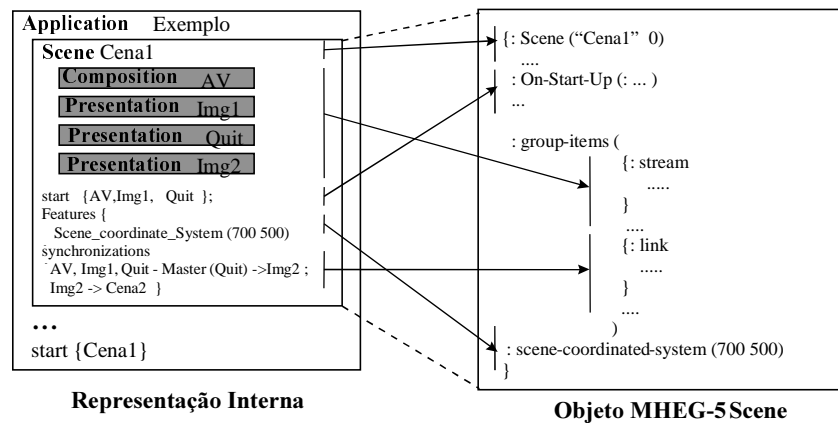 Application Exemplo
Scene Cena1
Composition AV
Presentation Img1
Presentation Quit
Presentation Img2
start {AV,Img1, Quit };
Features {
Scene_coordinate_System (700 500)
synchronizations
AV, Img1, Quit - Master (Quit) ->Img2 ;
Img2 -> Cena2 }
...
start {Cena1}
Representação Interna
{: Scene (“Cena1” 0)
....
: On-Start-Up (: ... )
...
: group-items (
{: stream
.....
}
....
{: link
.....
}
....
)
: scene-coordinated-system (700 500)
}
Objeto MHEG-5 Scene